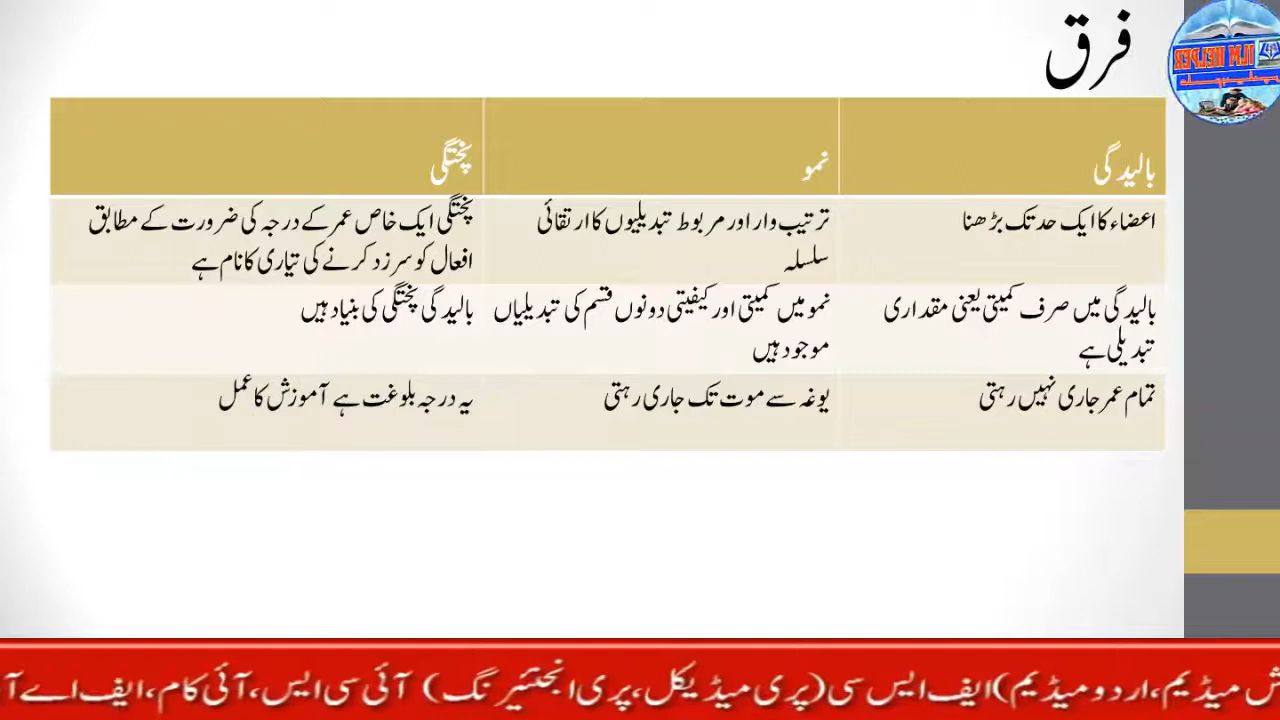 فرق
ILM HELPER
بالیدگی
نمو
پختگی
اعضاء کا ایک حد تک بڑھنا
ترتیب وار اور مربوط تبدیلیوں کا ارتقائی
سلسلہ
پختگی ایک خاص عمر کے درجہ کی ضرورت کے مطابق
افعال کو سرزد کرنے کی تیاری کا نام ہے
بالیدگی میں صرف کمیتی یعنی مقداری
تبدیلی ہے
نمو میں کمیتی اور کیفیتی دونوں قسم کی تبدیلیاں
موجود ہیں
بالیدگی پختگی کی بنیاد ہیں
تمام عمر جاری نہیں رہتی
یوغہ سے موت تک جاری رہتی
یہ درجہ بلوغت ہے آموزش کا عمل
ش میڈیم،اردو میڈیم)ایف ایس سی(پری میڈیکل،پری انجنئیرنگ) آئی سی ایس،آئی کام،ایف اے آ